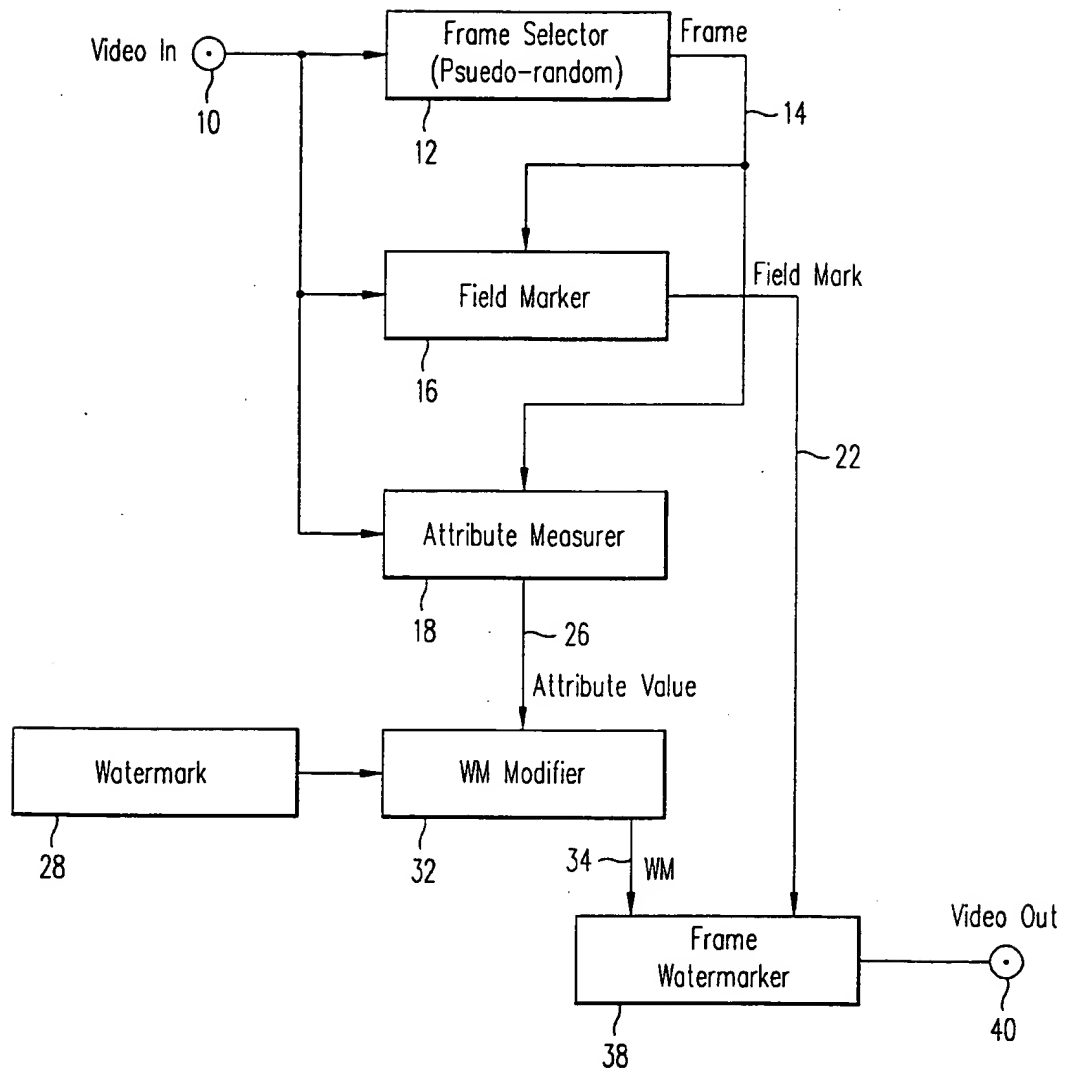 Video In
10
Frame Selector
(Psuedo-random)
12
Frame
14
Field Marker
16
Field Mark
22
Attribute Measurer
18
26
Attribute Value
Watermark
28
WM Modifier
32
34
WM
Frame
Watermarker
38
Video Out
40